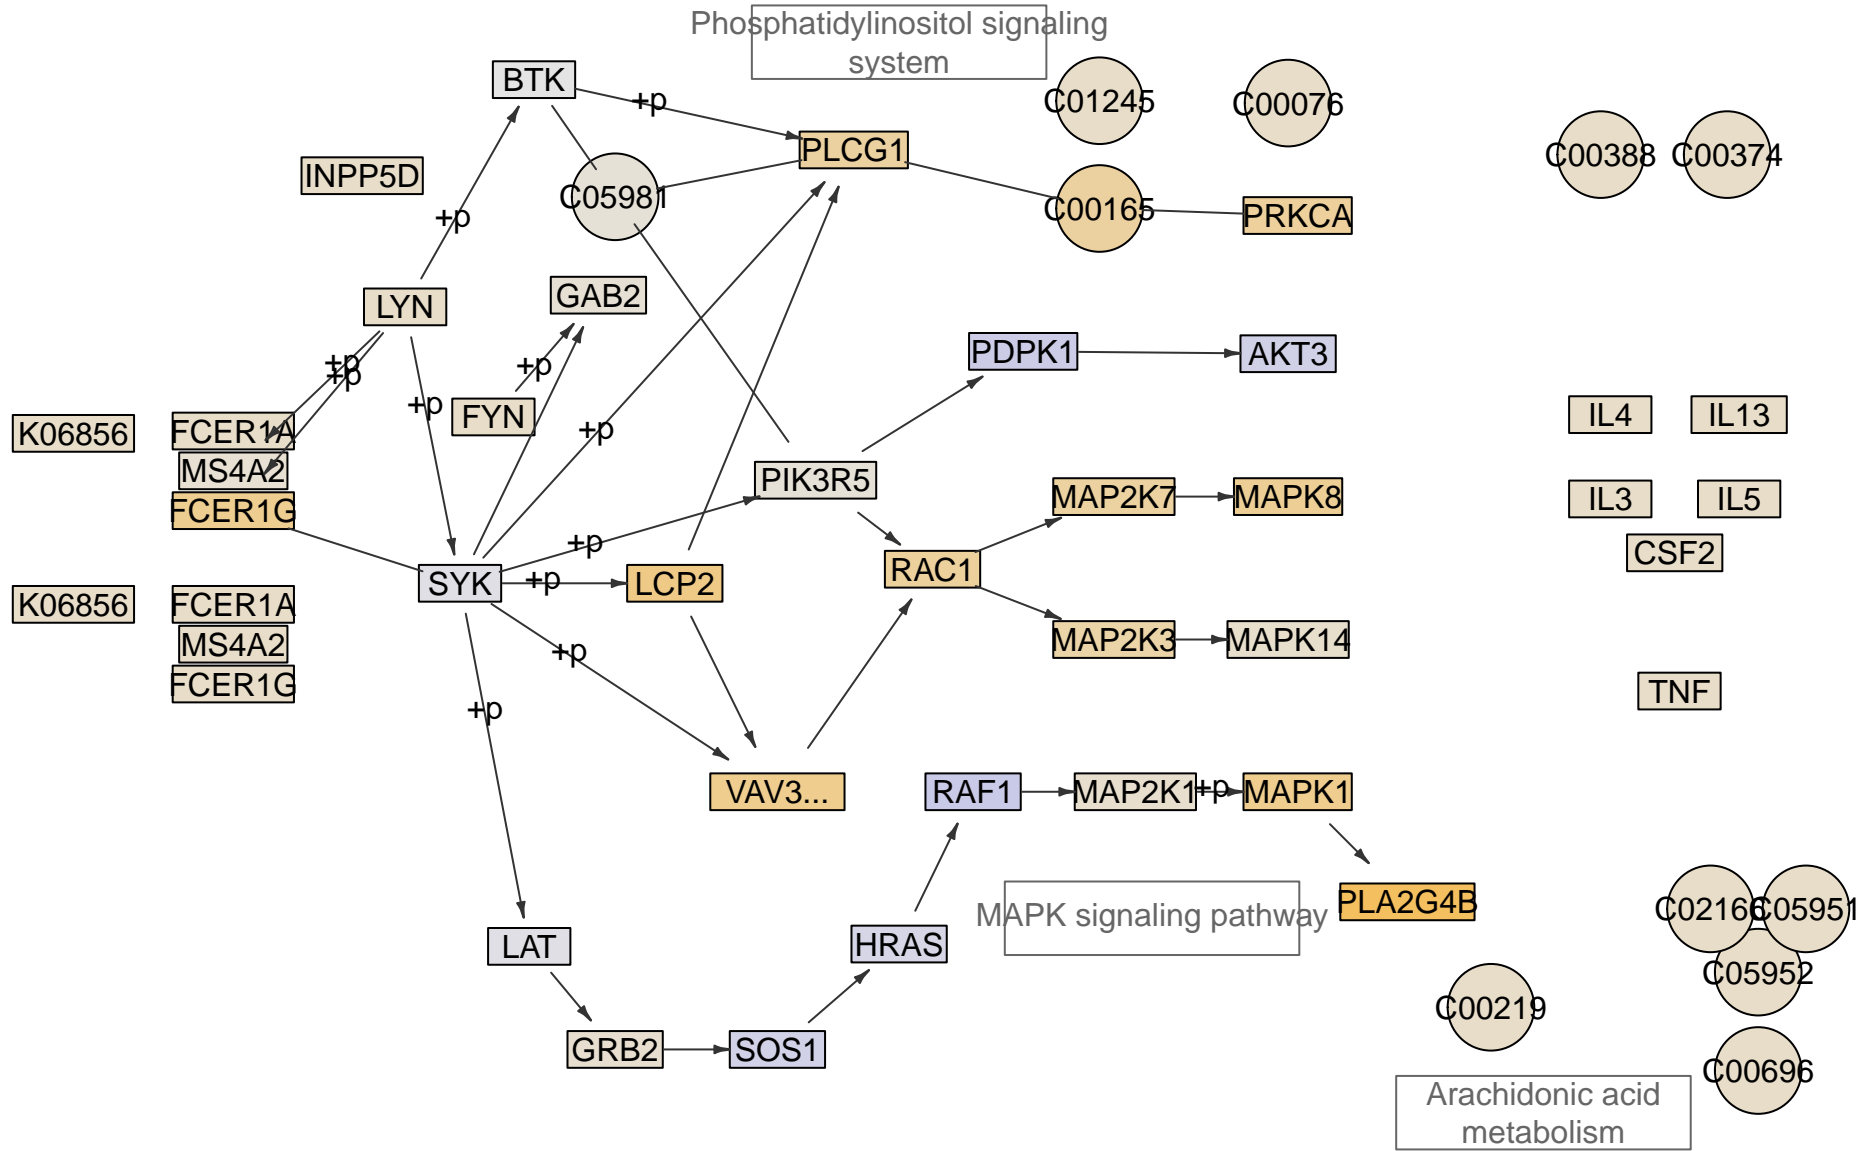 Phosphatidylinositol signaling
system
BTK
+p
C01245
C00076
PLCG1
C00388
C00374
INPP5D
C05981
+p
C00165
PRKCA
LYN
GAB2
PDPK1
AKT3
+p
+p
+p
+p
FYN
K06856
FCER1A
+p
IL4
IL13
MS4A2
PIK3R5
FCER1G
MAP2K7
MAPK8
IL3
IL5
+p
CSF2
SYK
+p
LCP2
RAC1
K06856
FCER1A
MS4A2
+p
MAP2K3
MAPK14
FCER1G
TNF
+p
VAV3...
RAF1
MAP2K1
+p
MAPK1
PLA2G4B
C02166
C05951
MAPK signaling pathway
LAT
HRAS
C05952
C00219
GRB2
SOS1
C00696
Arachidonic acid
metabolism